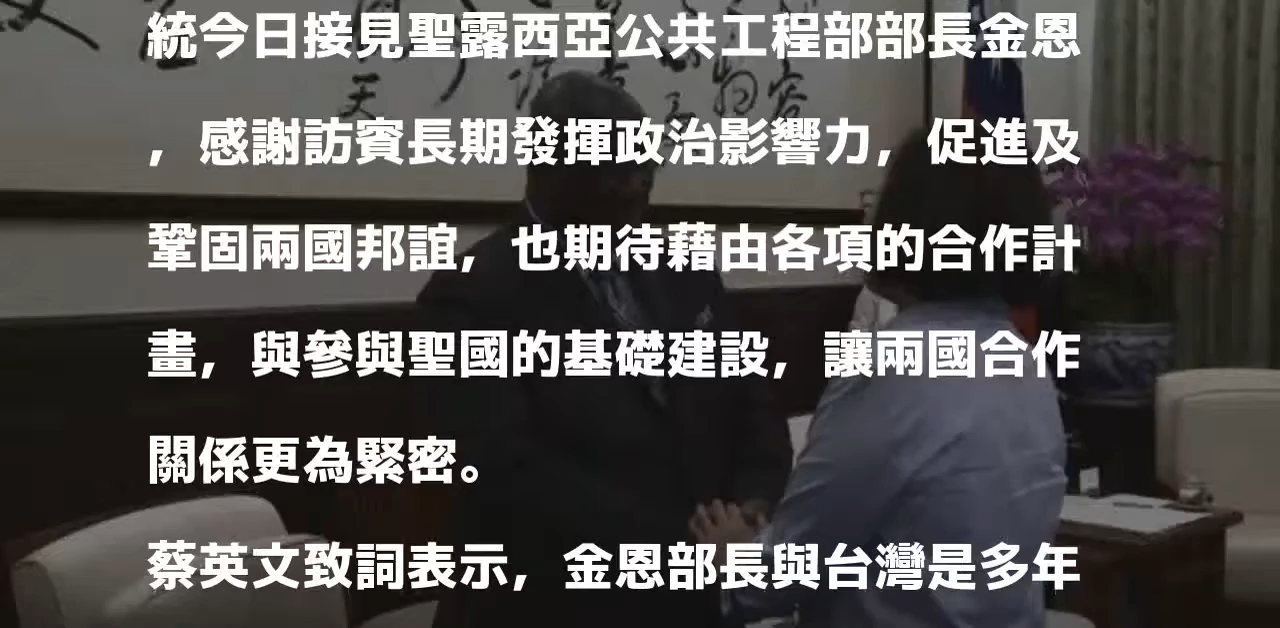 統今日接見聖露西亞公共工程部部長金恩
，感謝訪賓長期發揮政治影響力，促進及
鞏固兩國邦誼，也期待藉由各項的合作計
畫，與參與聖國的基礎建設，讓兩國合作
關係更為緊密。
蔡英文致詞表示，金恩部長與台灣是多年